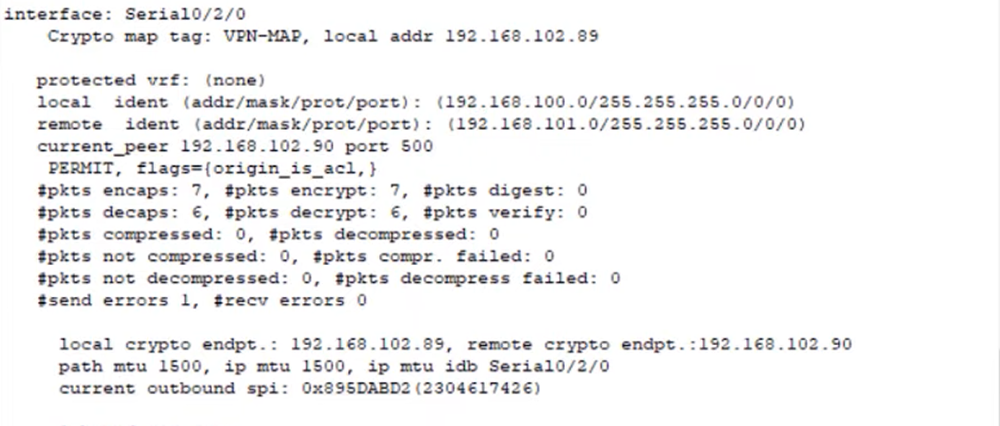 interface: Serial0/2/0
Crypto map tag: VPN-MAP, local addr 192.168.102.89
protected vrf: (none)
local ident (addr/mask/prot/port): (192.168.100.0/255.255.255.0/0/0)
remote ident (addr/mask/prot/port): (192.168.101.0/255.255.255.0/0/0)
current_peer 192.168.102.90 port 500
PERMIT, flags={origin_is_acl,}
#pkts encaps: 7, #pkts encrypt: 7, #pkts digest: 0
#pkts decaps: 6, #pkts decrypt: 6, #pkts verify: 0
#pkts compressed: 0, #pkts decompressed: 0
#pkts not compressed: 0, #pkts compr. failed: 0
#pkts not decompressed: 0, #pkts decompress failed: 0
#send errors 1, #recv errors 0
local crypto endpt.: 192.168.102.89, remote crypto endpt.:192.168.102.90
path mtu 1500, ip mtu 1500, ip mtu idb Serial0/2/0
current outbound spi: 0x895DABD2(2304617426)